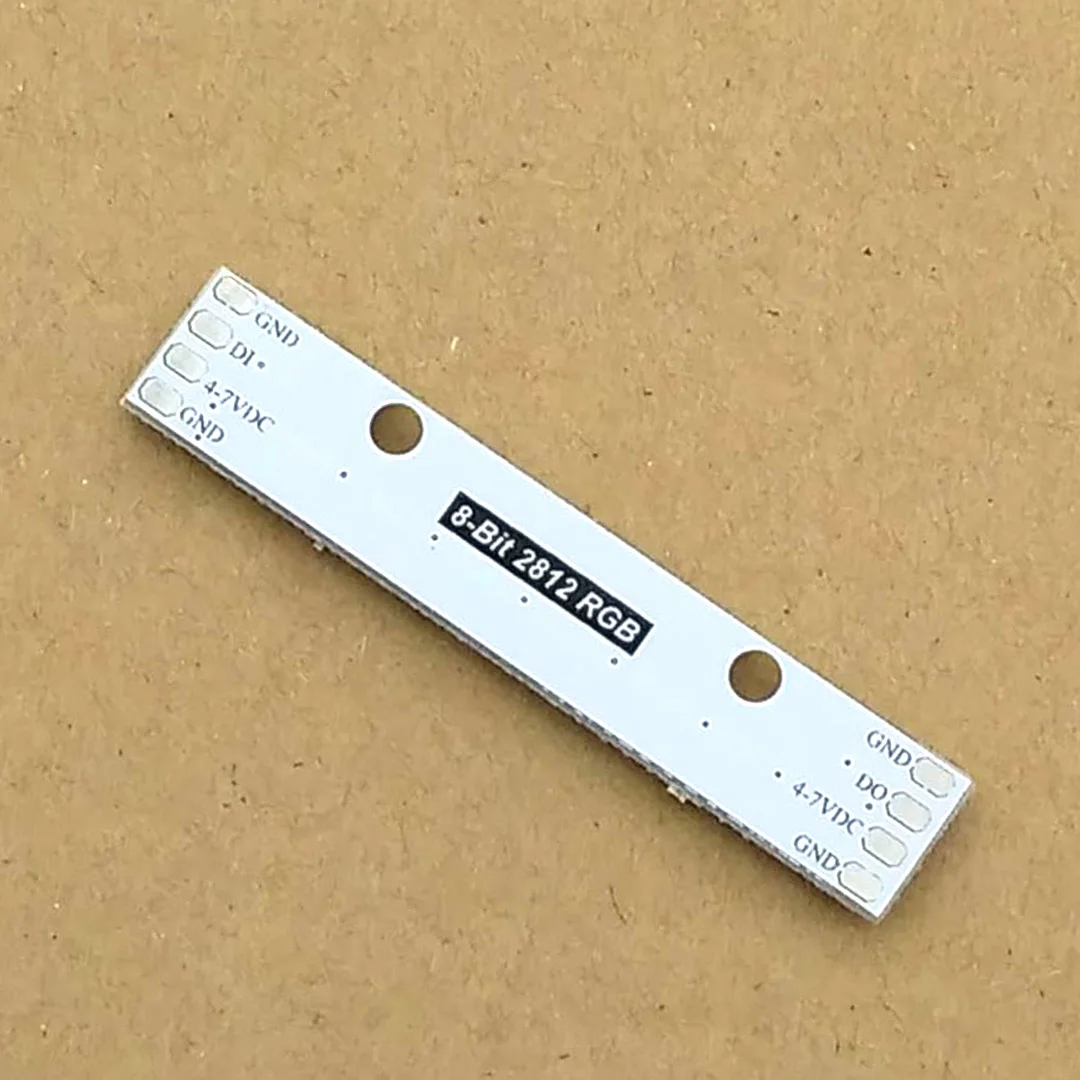 GND
DI
4-7VDC
GND
8-Bit 2812 RGB
GND
DO
4-7VDC
GND